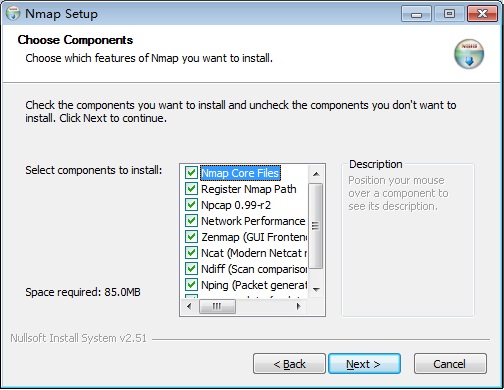 Nmap Setup
Choose Components
Choose which features of Nmap you want to install.
Check the components you want to install and uncheck the components you don't want to
install. Click Next to continue.
Select components to install:
Nmap Core Files
Register Nmap Path
Npcap 0.99-r2
Network Performance
Zenmap (GUI Frontend
Ncat (Modern Netcat r
Ndiff (Scan comparison
Nping (Packet generat
Description
Position your mouse
over a component to
see its description.
Space required: 85.0MB
Nullsoft Install System v2.51
< Back
Next >
Cancel